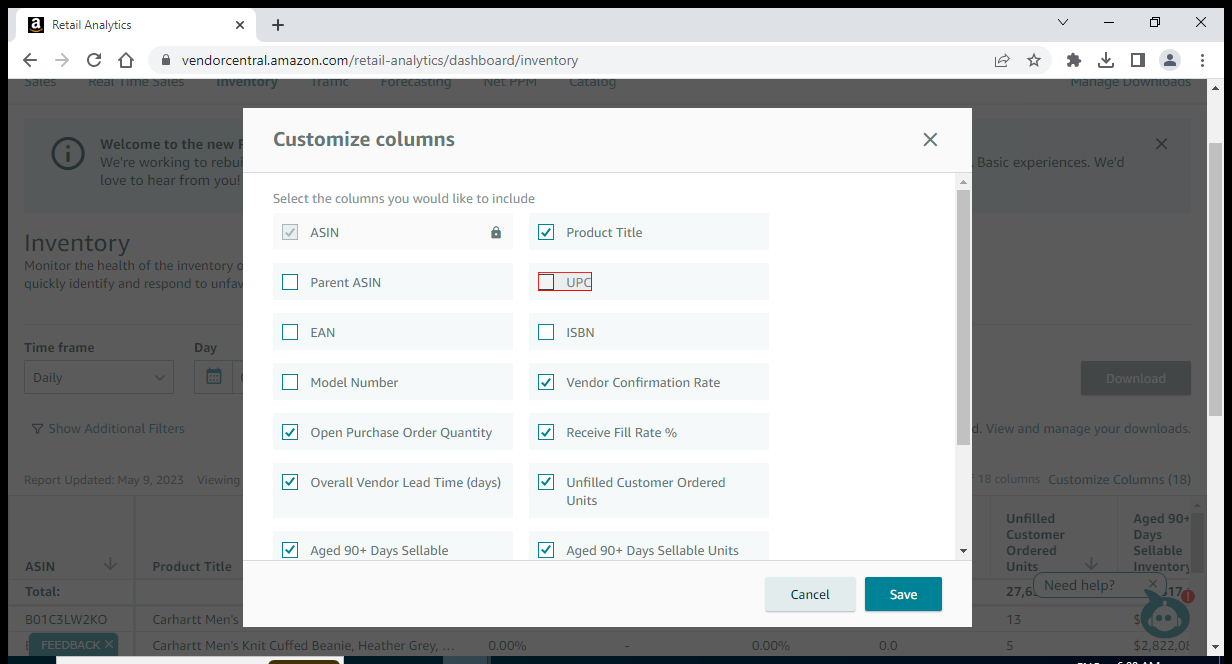 Retail Analytics
vendorcentral.amazon.com/retail-analytics/dashboard/inventory
Sales Real Time Sales Inventory Traffic Forecasting Net PPM Catalog Manage Downloads
Customize columns
Welcome to the new
We're working to
Basic experiences. We'd
love to hear from you!
Select the columns you would like to include
ASIN
Product Title
Parent ASIN
UPC
EAN
ISBN
Model Number
Vendor Confirmation Rate
Open Purchase Order Quantity
Receive Fill Rate %
Overall Vendor Lead Time (days)
Unfilled Customer Ordered
Units
Aged 90+ Days Sellable
Aged 90+ Days Sellable Units
Cancel
Save
Inventory
Monitor the health of the inventory
quickly identify and respond to
Time frame
Day
Daily
Download
Show Additional Filters
View and manage your downloads.
Report Updated: May 9, 2023 Viewing
18 columns Customize Columns (18)
ASIN
Product Title
Unfilled
Customer
Ordered
Units
Aged 90+
Days
Sellable
Inventory
Need help?
Total:
B01C3LW2KO
Carhartt Men's
13
FEEDBACK
Carhartt Men's Knit Cuffed Beanie, Heather Grey, ...
0.00%
-
0.00%
0.0
5
$2,822,08